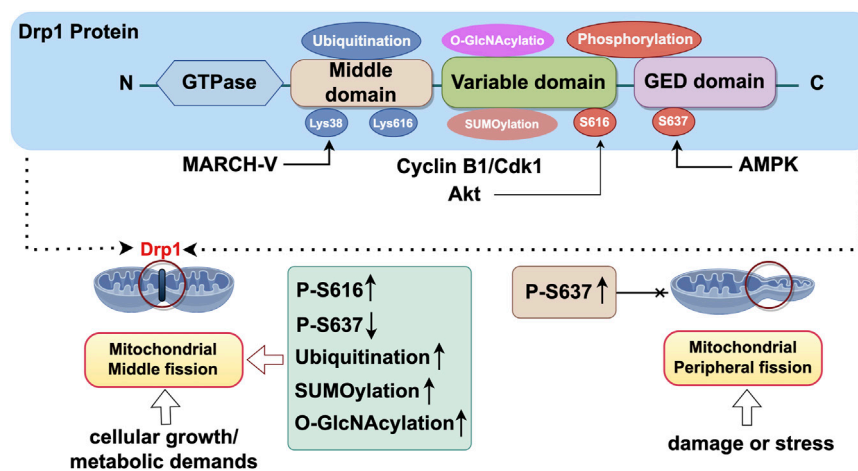 Drp1 Protein
Ubiquitination
O-GlcNAcylatio
Phosphorylation
N
GTPase
Middle
domain
Variable domain
GED domain
C
Lys38
Lys616
SUMOylation
S616
S637
MARCH-V
Cyclin B1/Cdk1
Akt
AMPK
Drp1
P-S616↑
P-S637↓
Ubiquitination↑
SUMOylation↑
O-GlcNAcylation↑
P-S637↑
Mitochondrial
Middle fission
Mitochondrial
Peripheral fission
cellular growth/
metabolic demands
damage or stress